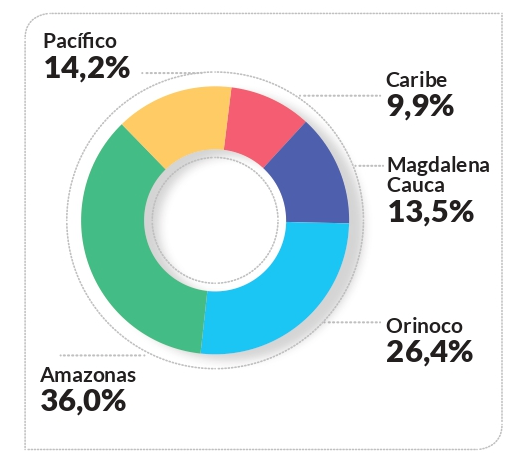 Pacífico
14,2%
Caribe
9,9%
Magdalena
Cauca
13,5%
Orinoco
26,4%
Amazonas
36,0%